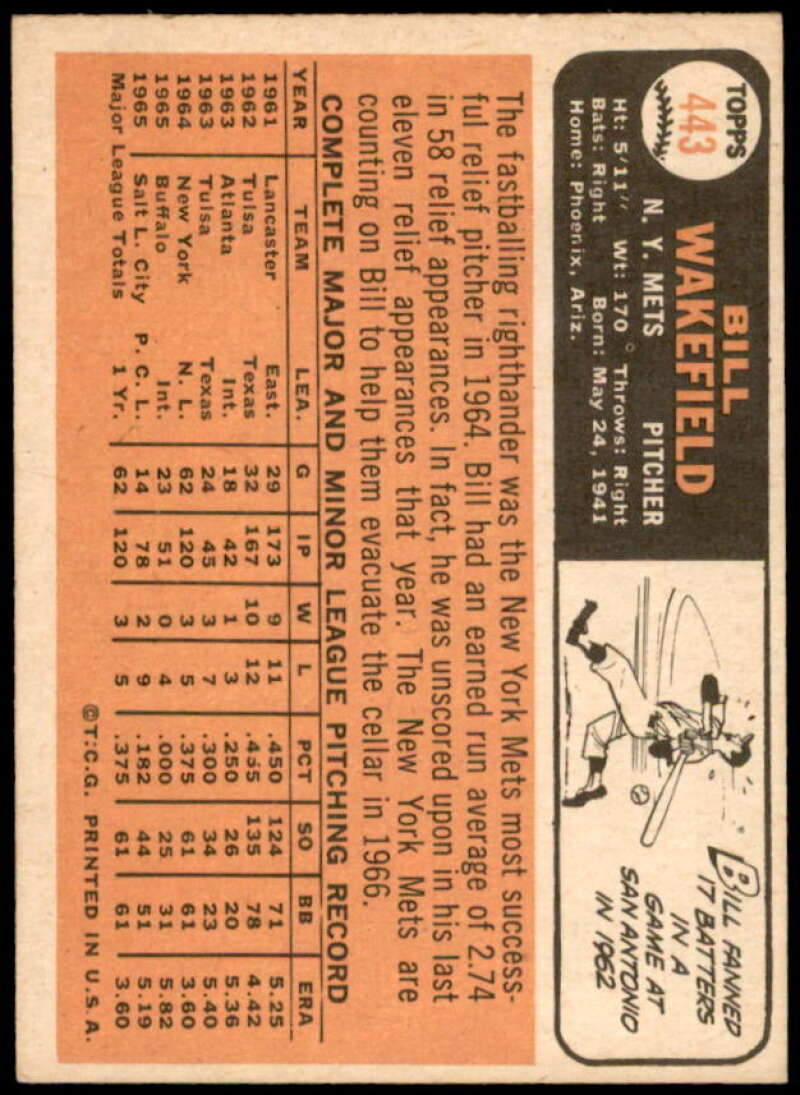 TOPPS
443
BILL
WAKEFIELD
N. Y. METS PITCHER
Ht: 5'11" Wt: 170 Throws: Right
Bats: Right Born: May 24, 1941
Home: Phoenix, Ariz.
BILL FANNED
17 BATTERS
IN A
GAME AT
SAN ANTONIO
IN 1962
The fastballing righthander was the New York Mets most success-
ful relief pitcher in 1964. Bill had an earned run average of 2.74
in 58 relief appearances. In fact, he was unscored upon in his last
eleven relief appearances that year. The New York Mets are
counting on Bill to help them evacuate the cellar in 1966.
COMPLETE MAJOR AND MINOR LEAGUE PITCHING RECORD
YEAR TEAM LEA. G IP W L PCT SO BB ERA
1961 Lancaster East. 29 173 9 11 .450 124 71 5.25
1962 Tulsa Texas 32 167 10 12 .455 135 78 4.42
1963 Atlanta Int. 18 42 1 3 .250 26 20 5.36
1963 Tulsa Texas 24 45 3 7 .300 34 23 5.40
1964 New York N. L. 62 120 3 5 .375 61 61 3.60
1965 Buffalo Int. 23 51 0 4 .000 25 31 5.82
1965 Salt L. City P. C. L. 14 78 2 9 .182 44 51 5.19
Major League Totals 1 Yr. 62 120 3 5 .375 61 61 3.60
©T.C.G. PRINTED IN U.S.A.